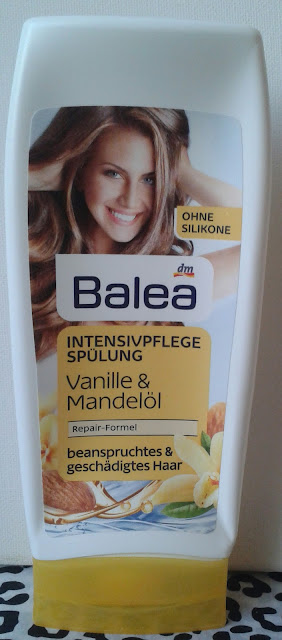 OHNE
SILIKONE
dm
Balea
INTENSIVPFLEGE
SPÜLUNG
Vanille &
Mandelöl
Repair-Formel
beanspruchtes &
geschädigtes Haar